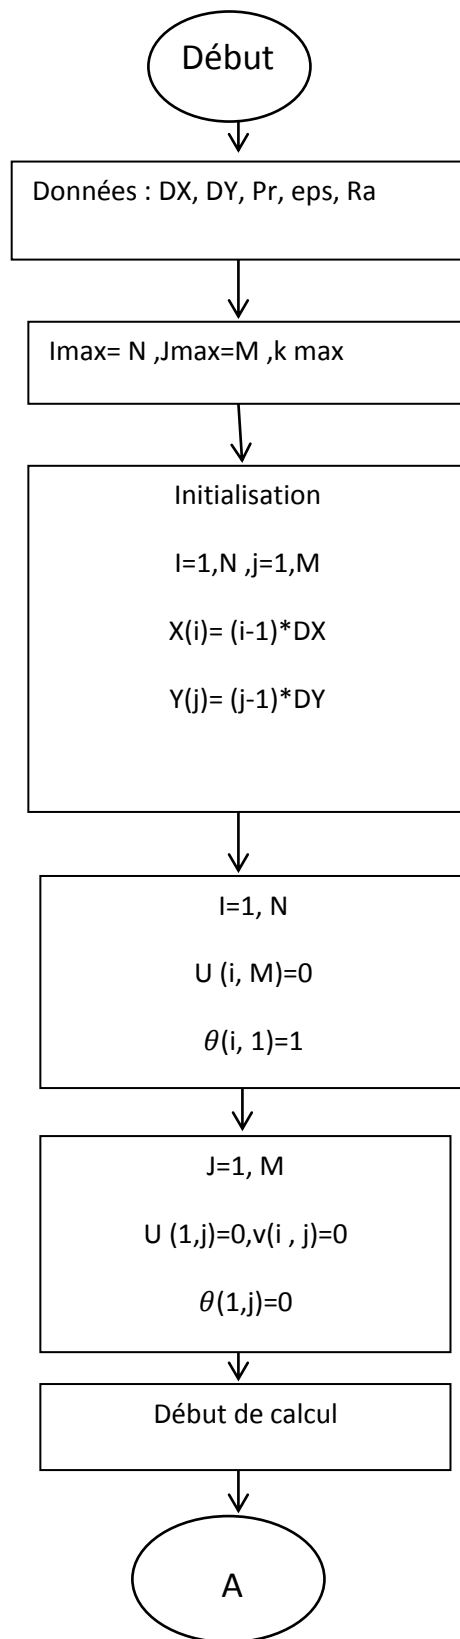 Début
Données : DX, DY, Pr, eps, Ra
Imax= N ,Jmax=M ,k max
Initialisation
I=1,N ,j=1,M
X(i)= (i-1)*DX
Y(j)= (j-1)*DY
I=1, N
U (i, M)=0
𝜃(i, 1)=1
J=1, M
U (1,j)=0,v(i , j)=0
𝜃(1,j)=0
Début de calcul
A